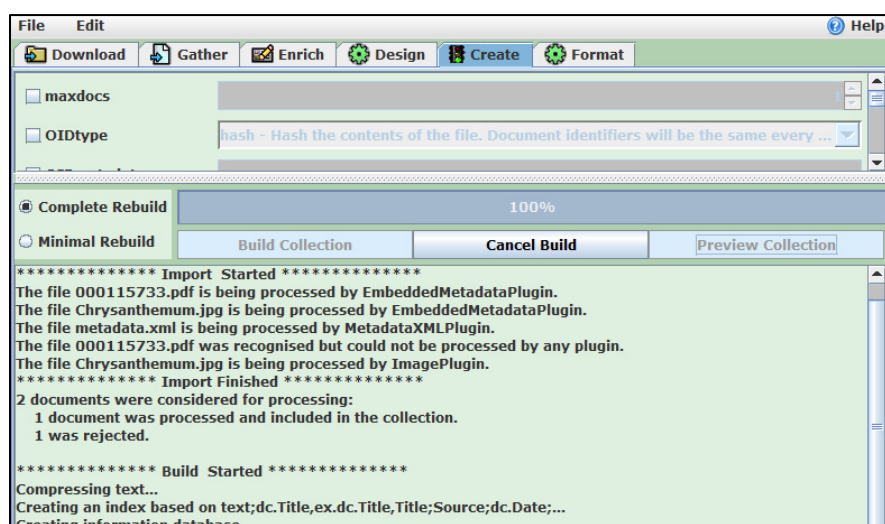 File Edit Help
Download Gather Enrich Design Create Format
maxdocs
OIDtype hash - Hash the contents of the file. Document identifiers will be the same every ...
Complete Rebuild 100%
Minimal Rebuild Build Collection Cancel Build Preview Collection
************** Import Started **************
The file 000115733.pdf is being processed by EmbeddedMetadataPlugin.
The file Chrysanthemum.jpg is being processed by EmbeddedMetadataPlugin.
The file metadata.xml is being processed by MetadataXMLPlugin.
The file 000115733.pdf was recognised but could not be processed by any plugin.
The file Chrysanthemum.jpg is being processed by ImagePlugin.
************** Import Finished **************
2 documents were considered for processing:
1 document was processed and included in the collection.
1 was rejected.
************** Build Started **************
Compressing text...
Creating an index based on text;dc.Title,ex.dc.Title,Title;Source;dc.Date;...
Creating information database